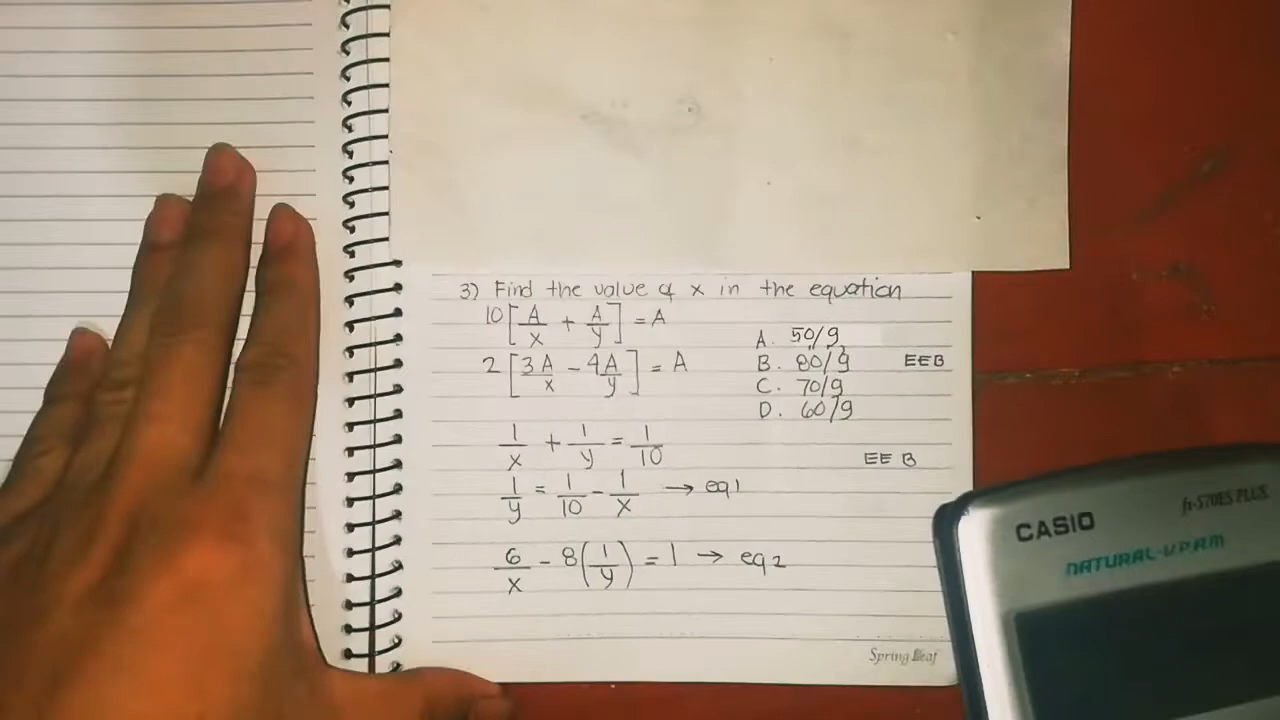 3) Find the value of x in the equation
10[A/x + A/y] = A
2[3A/x - 4A/y] = A
A. 50/9
B. 80/9 EEB
C. 70/9
D. 60/9
1/x + 1/y = 1/10
EE B
1/y = 1/10 - 1/x → eq1
6/x - 8(1/y) = 1 → eq2
Spring Leaf
CASIO fx-570ES PLUS
NATURAL-V.P.A.M.